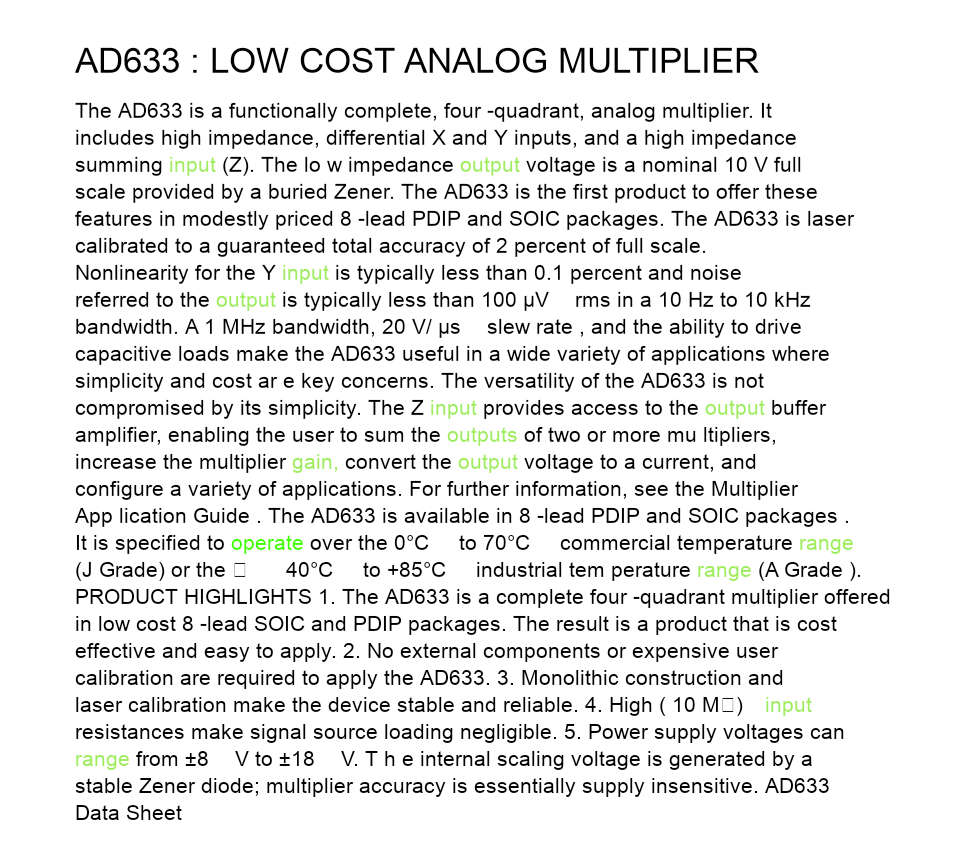 AD633 : LOW COST ANALOG MULTIPLIER
The AD633 is a functionally complete, four -quadrant, analog multiplier. It
includes high impedance, differential X and Y inputs, and a high impedance
summing input (Z). The lo w impedance output voltage is a nominal 10 V full
scale provided by a buried Zener. The AD633 is the first product to offer these
features in modestly priced 8 -lead PDIP and SOIC packages. The AD633 is laser
calibrated to a guaranteed total accuracy of 2 percent of full scale.
Nonlinearity for the Y input is typically less than 0.1 percent and noise
referred to the output is typically less than 100 μV rms in a 10 Hz to 10 kHz
bandwidth. A 1 MHz bandwidth, 20 V/ μs slew rate , and the ability to drive
capacitive loads make the AD633 useful in a wide variety of applications where
simplicity and cost ar e key concerns. The versatility of the AD633 is not
compromised by its simplicity. The Z input provides access to the output buffer
amplifier, enabling the user to sum the outputs of two or more mu ltipliers,
increase the multiplier gain, convert the output voltage to a current, and
configure a variety of applications. For further information, see the Multiplier
App lication Guide . The AD633 is available in 8 -lead PDIP and SOIC packages .
It is specified to operate over the 0°C to 70°C commercial temperature range
(J Grade) or the □ 40°C to +85°C industrial tem perature range (A Grade ).
PRODUCT HIGHLIGHTS 1. The AD633 is a complete four -quadrant multiplier offered
in low cost 8 -lead SOIC and PDIP packages. The result is a product that is cost
effective and easy to apply. 2. No external components or expensive user
calibration are required to apply the AD633. 3. Monolithic construction and
laser calibration make the device stable and reliable. 4. High ( 10 M□) input
resistances make signal source loading negligible. 5. Power supply voltages can
range from ±8 V to ±18 V. T h e internal scaling voltage is generated by a
stable Zener diode; multiplier accuracy is essentially supply insensitive. AD633
Data Sheet